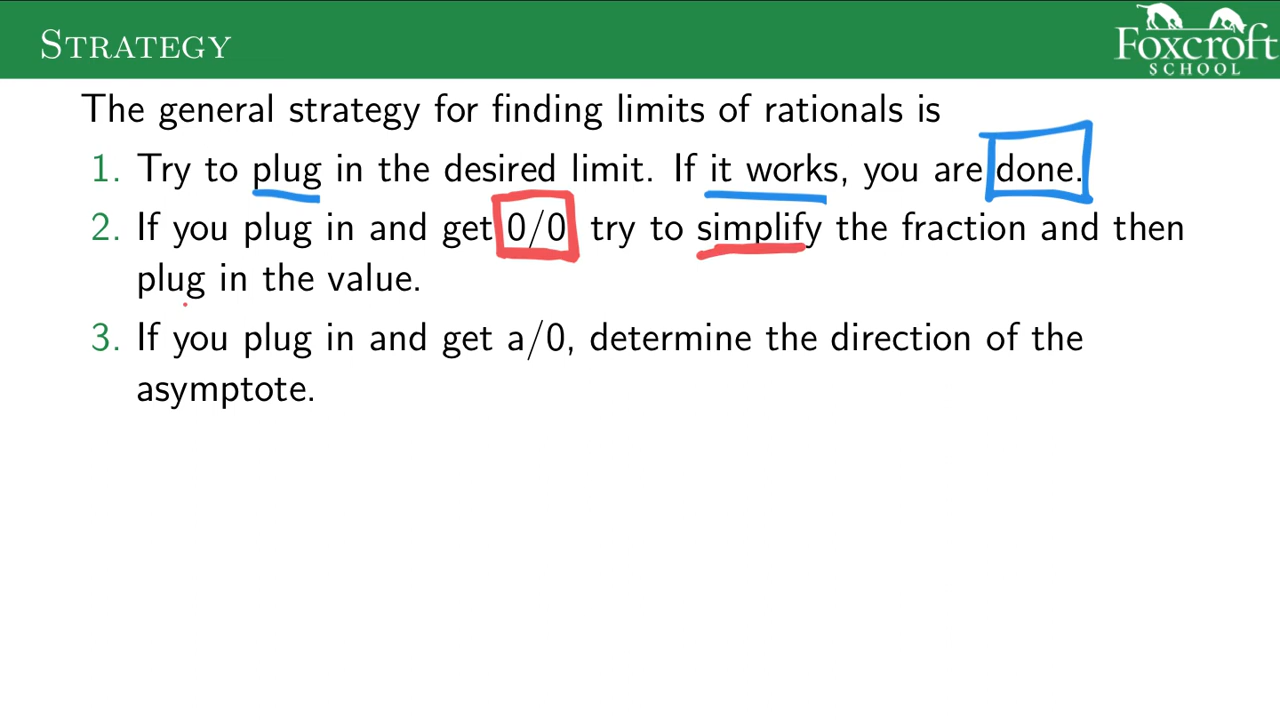 STRATEGY
Foxcroft
SCHOOL
The general strategy for finding limits of rationals is
1. Try to plug in the desired limit. If it works, you are done.
2. If you plug in and get 0/0 try to simplify the fraction and then
plug in the value.
3. If you plug in and get a/0, determine the direction of the
asymptote.